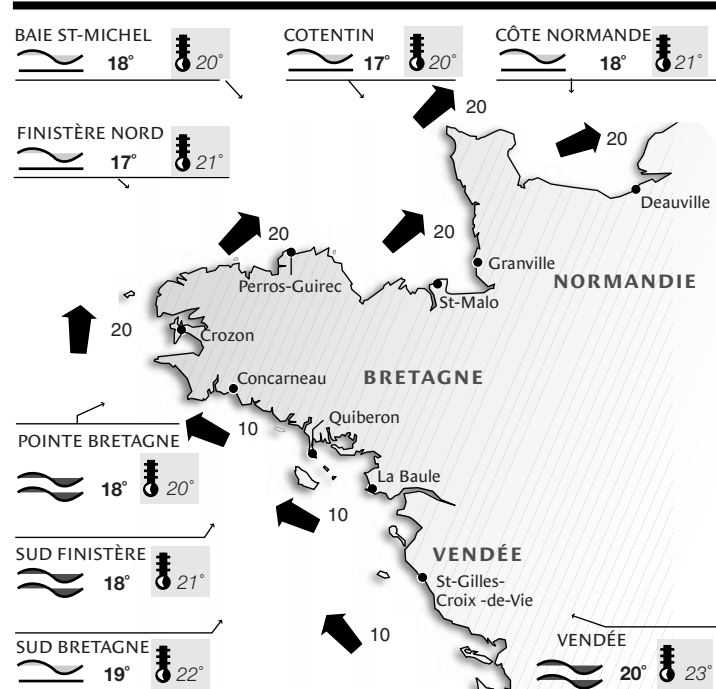 BAIE ST-MICHEL
18° 20°
COTENTIN
17° 20°
CÔTE NORMANDE
18° 21°
20
20
FINISTÈRE NORD
17° 21°
Deauville
20
20
Granville
Perros-Guirec
St-Malo
NORMANDIE
20
Crozon
Concarneau
BRETAGNE
Quiberon
10
POINTE BRETAGNE
18° 20°
La Baule
10
SUD FINISTÈRE
18° 21°
VENDÉE
St-Gilles-
Croix -de-Vie
10
SUD BRETAGNE
19° 22°
VENDÉE
20° 23°